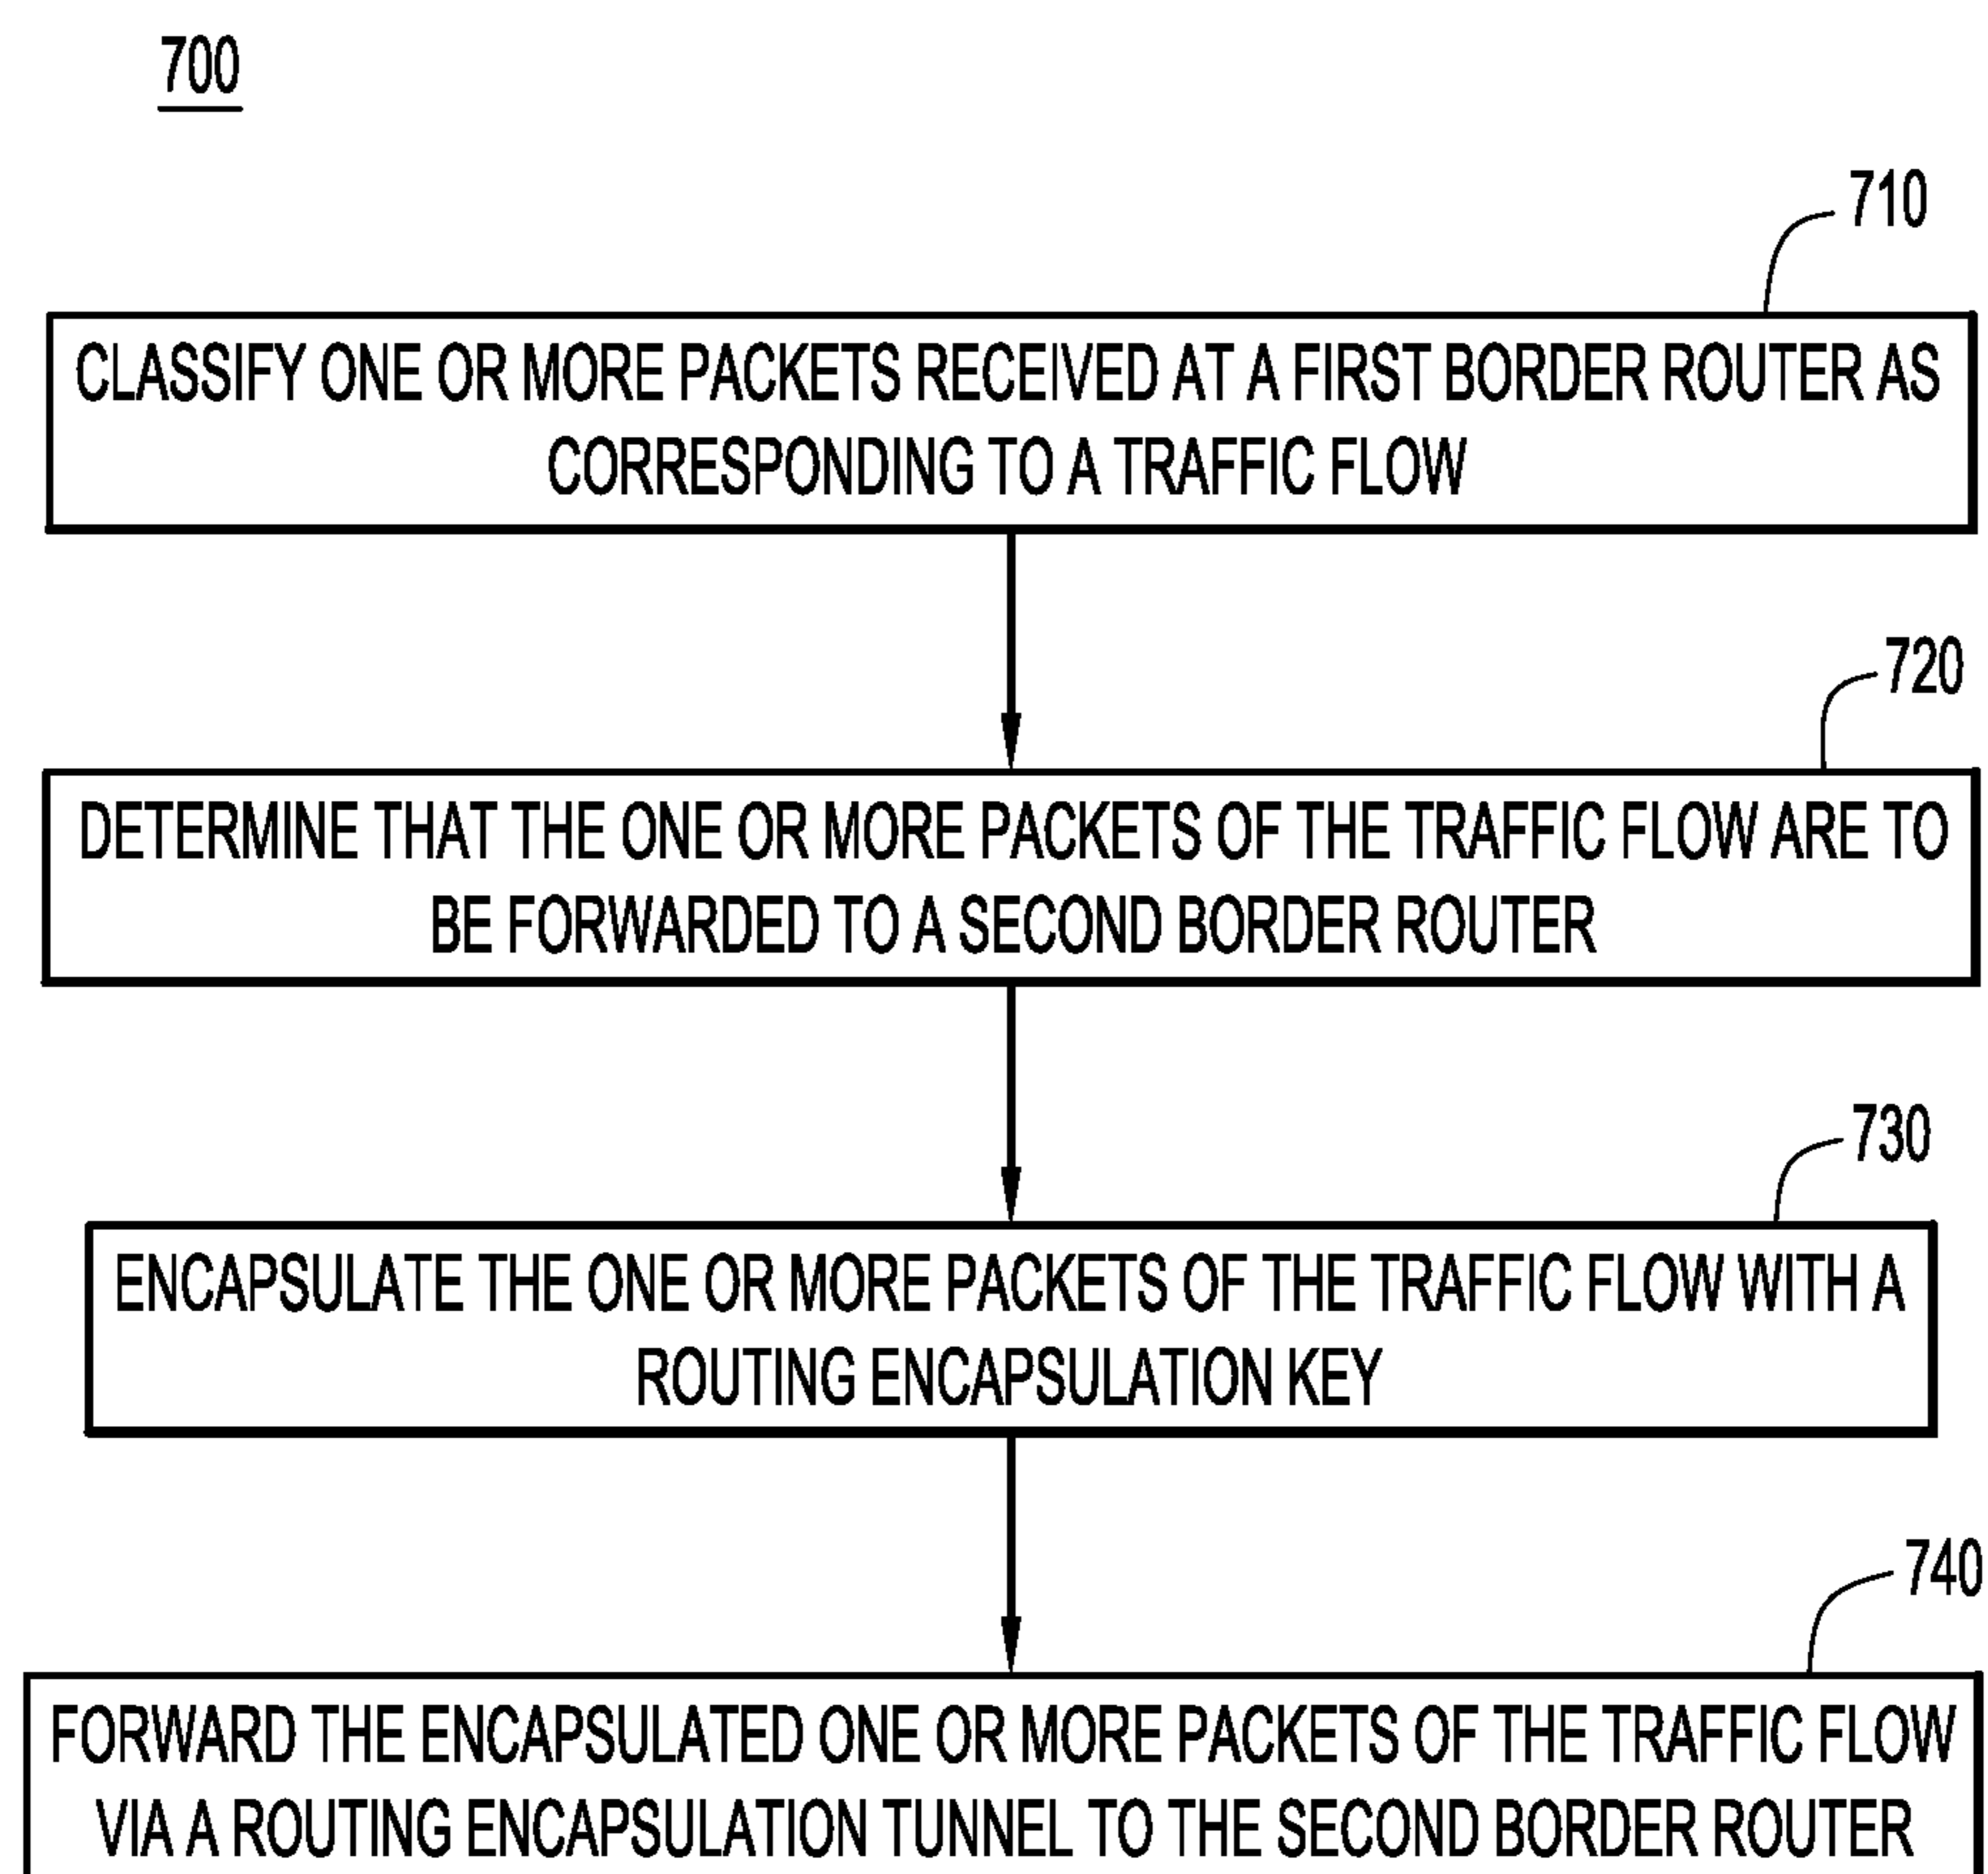 700
710
CLASSIFY ONE OR MORE PACKETS RECEIVED AT A FIRST BORDER ROUTER AS
CORRESPONDING TO A TRAFFIC FLOW
720
DETERMINE THAT THE ONE OR MORE PACKETS OF THE TRAFFIC FLOW ARE TO
BE FORWARDED TO A SECOND BORDER ROUTER
730
ENCAPSULATE THE ONE OR MORE PACKETS OF THE TRAFFIC FLOW WITH A
ROUTING ENCAPSULATION KEY
740
FORWARD THE ENCAPSULATED ONE OR MORE PACKETS OF THE TRAFFIC FLOW
VIA A ROUTING ENCAPSULATION TUNNEL TO THE SECOND BORDER ROUTER